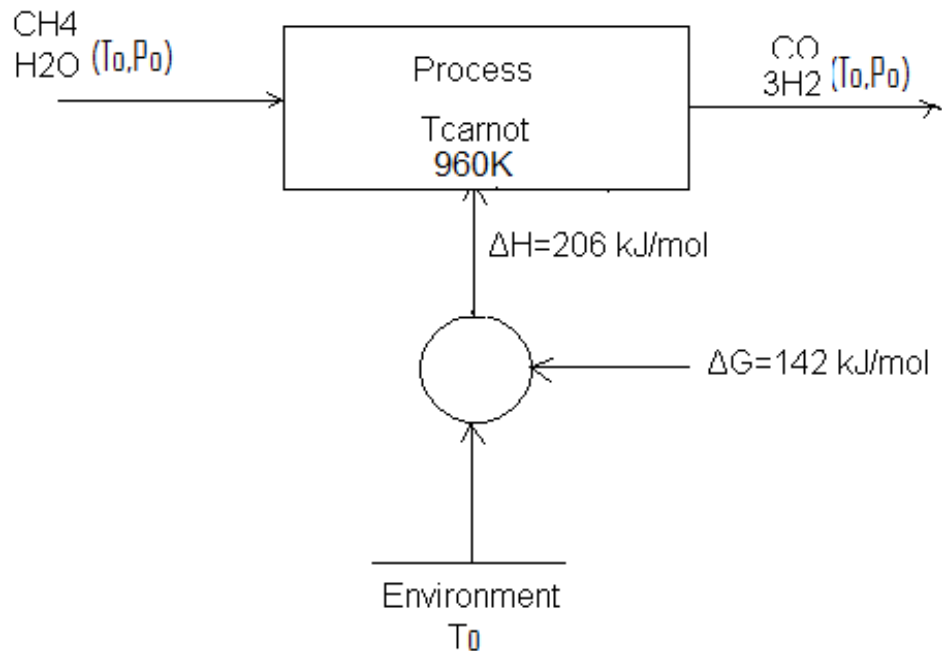 CH4
H2O (T₀,P₀)
Process
Tcarnot
960K
CO
3H2 (T₀,P₀)
ΔH=206 kJ/mol
ΔG=142 kJ/mol
Environment
T₀